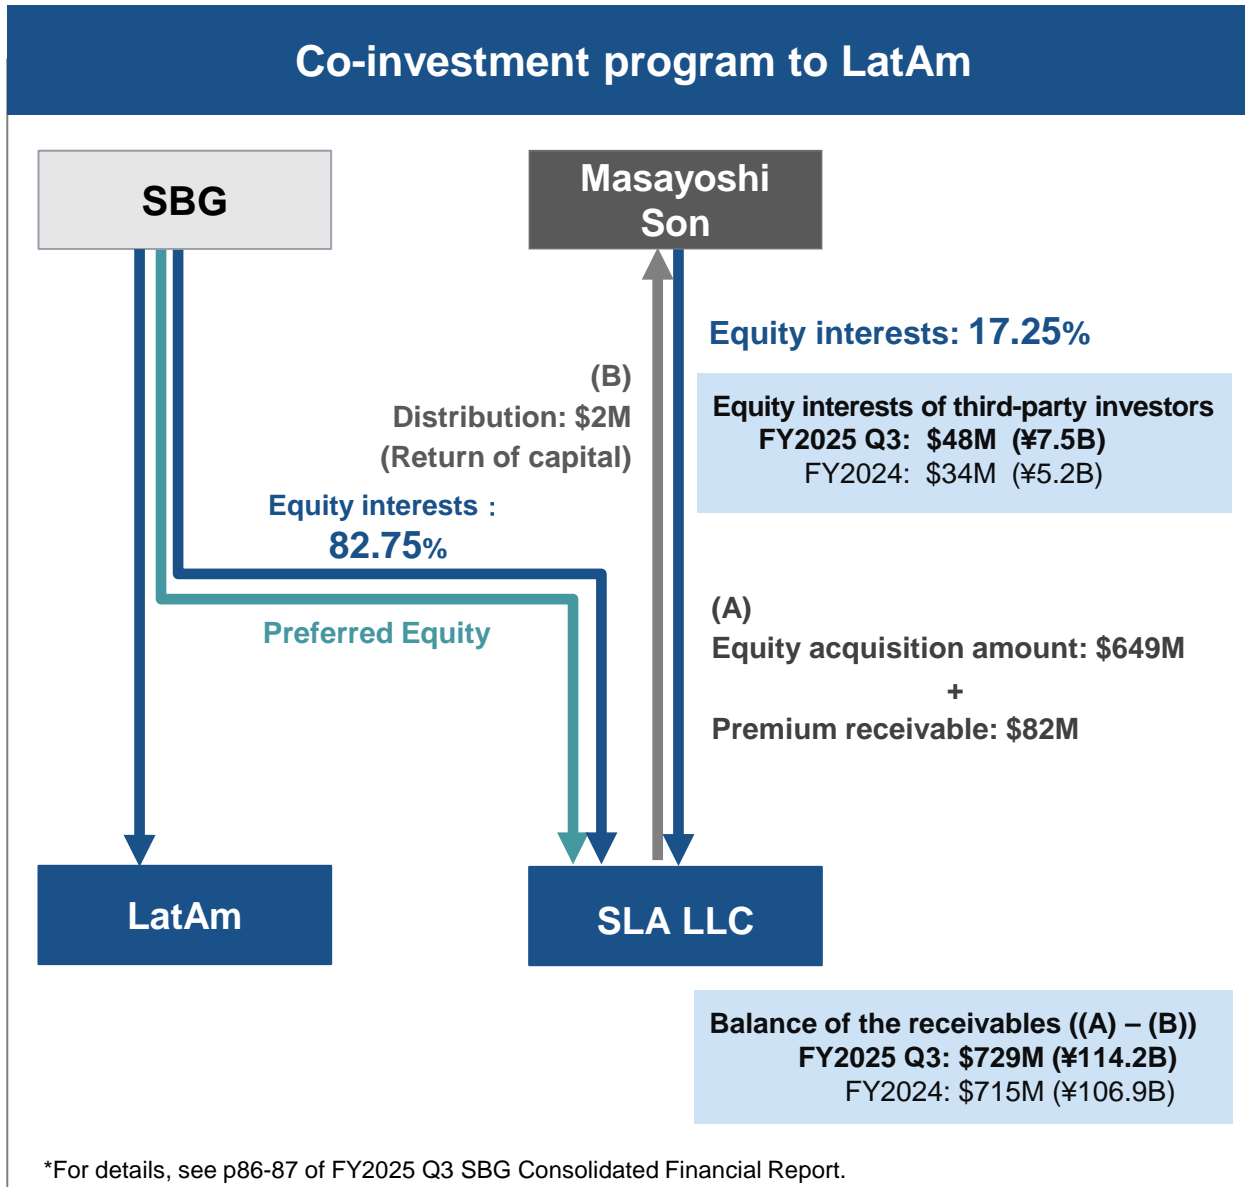 Co-investment program to LatAm
SBG
Masayoshi
Son
Equity interests: 17.25%
(B)
Distribution: $2M
(Return of capital)
Equity interests of third-party investors
FY2025 Q3: $48M (¥7.5B)
FY2024: $34M (¥5.2B)
Equity interests :
82.75%
Preferred Equity
(A)
Equity acquisition amount: $649M
+
Premium receivable: $82M
LatAm
SLA LLC
Balance of the receivables ((A) – (B))
FY2025 Q3: $729M (¥114.2B)
FY2024: $715M (¥106.9B)
*For details, see p86-87 of FY2025 Q3 SBG Consolidated Financial Report.